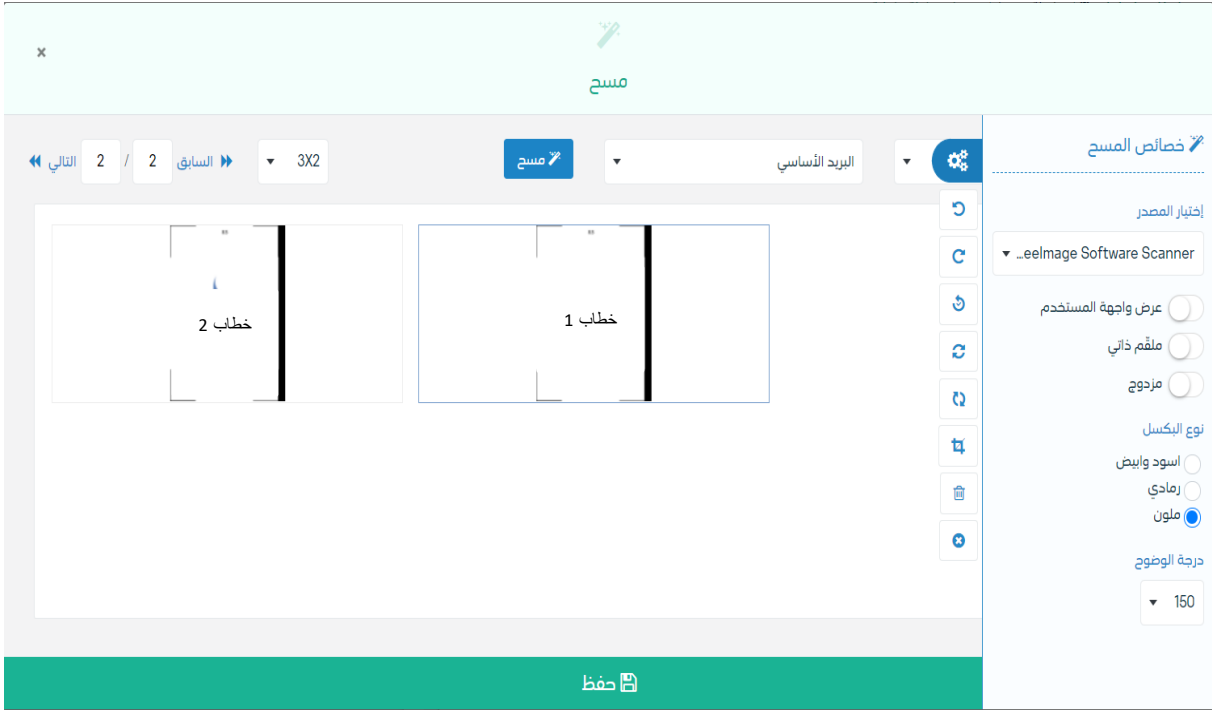 مسح
خصائص المسح
إختيار المصدر
eeImage Software Scanner...
عرض واجهة المستخدم
ملقّم ذاتي
مزدوج
نوع البكسل
اسود وابيض
رمادي
ملون
درجة الوضوح
150
البريد الأساسي
مسح
3X2
السابق
2 / 2
التالي
خطاب 1
خطاب 2
حفظ